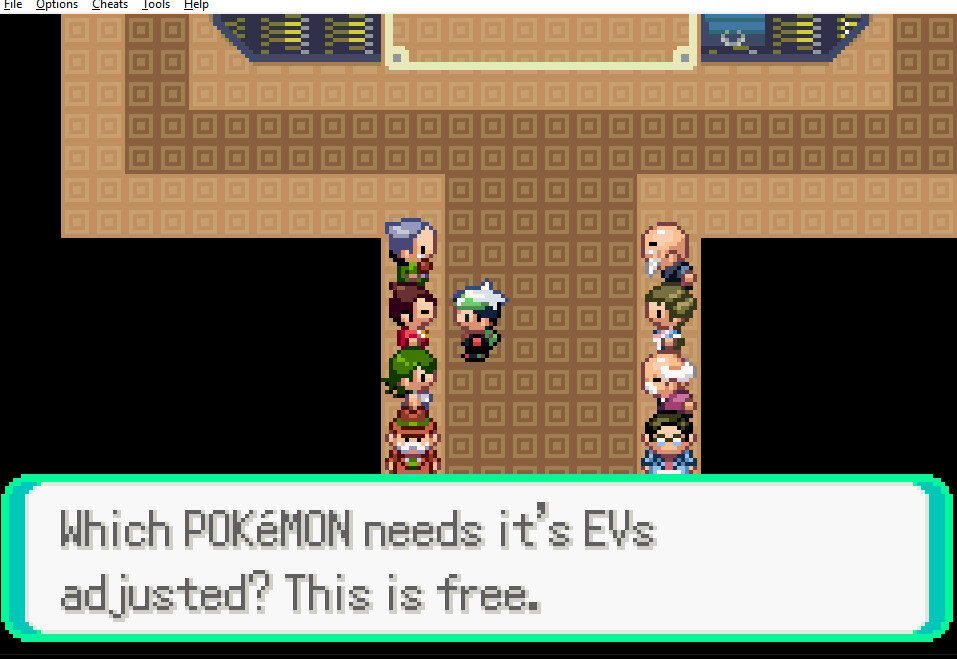 File Options Cheats Tools Help
Which POKéMON needs it's EVs
adjusted? This is free.